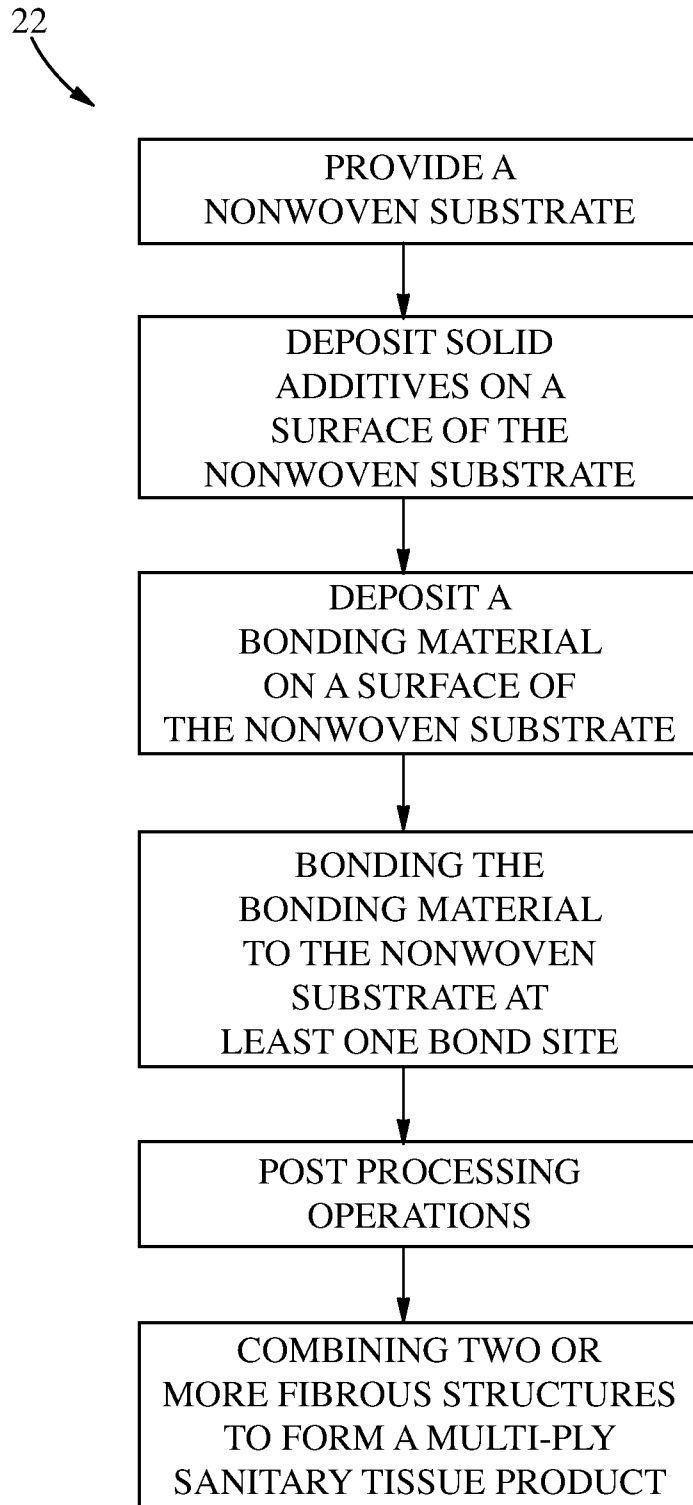 22
PROVIDE A
NONWOVEN SUBSTRATE
DEPOSIT SOLID
ADDITIVES ON A
SURFACE OF THE
NONWOVEN SUBSTRATE
DEPOSIT A
BONDING MATERIAL
ON A SURFACE OF
THE NONWOVEN SUBSTRATE
BONDING THE
BONDING MATERIAL
TO THE NONWOVEN
SUBSTRATE AT
LEAST ONE BOND SITE
POST PROCESSING
OPERATIONS
COMBINING TWO OR
MORE FIBROUS STRUCTURES
TO FORM A MULTI-PLY
SANITARY TISSUE PRODUCT